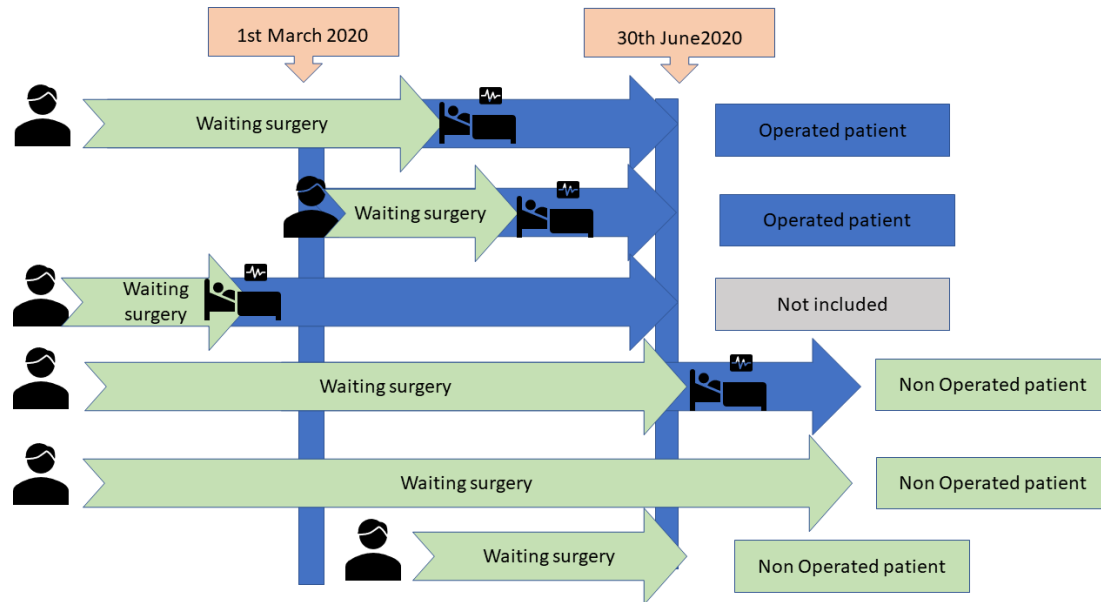 1st March 2020
30th June2020
Waiting surgery
Operated patient
Waiting surgery
Operated patient
Waiting
surgery
Not included
Waiting surgery
Non Operated patient
Waiting surgery
Non Operated patient
Waiting surgery
Non Operated patient